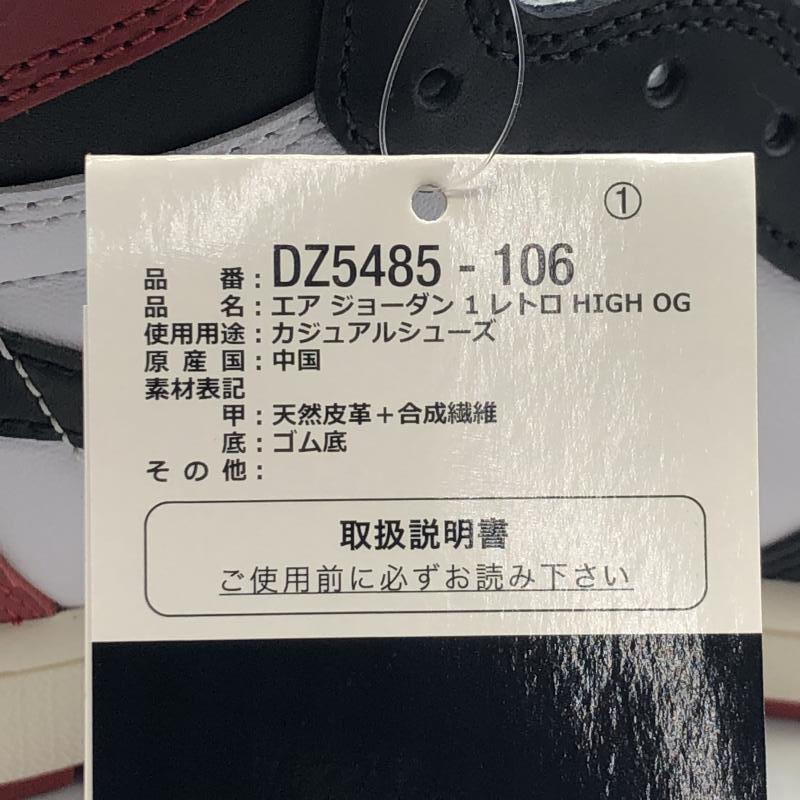 ①
品番：DZ5485 - 106
品名：エア ジョーダン 1 レトロ HIGH OG
使用用途：カジュアルシューズ
原産国：中国
素材表記
甲：天然皮革＋合成繊維
底：ゴム底
その他：
取扱説明書
ご使用前に必ずお読み下さい